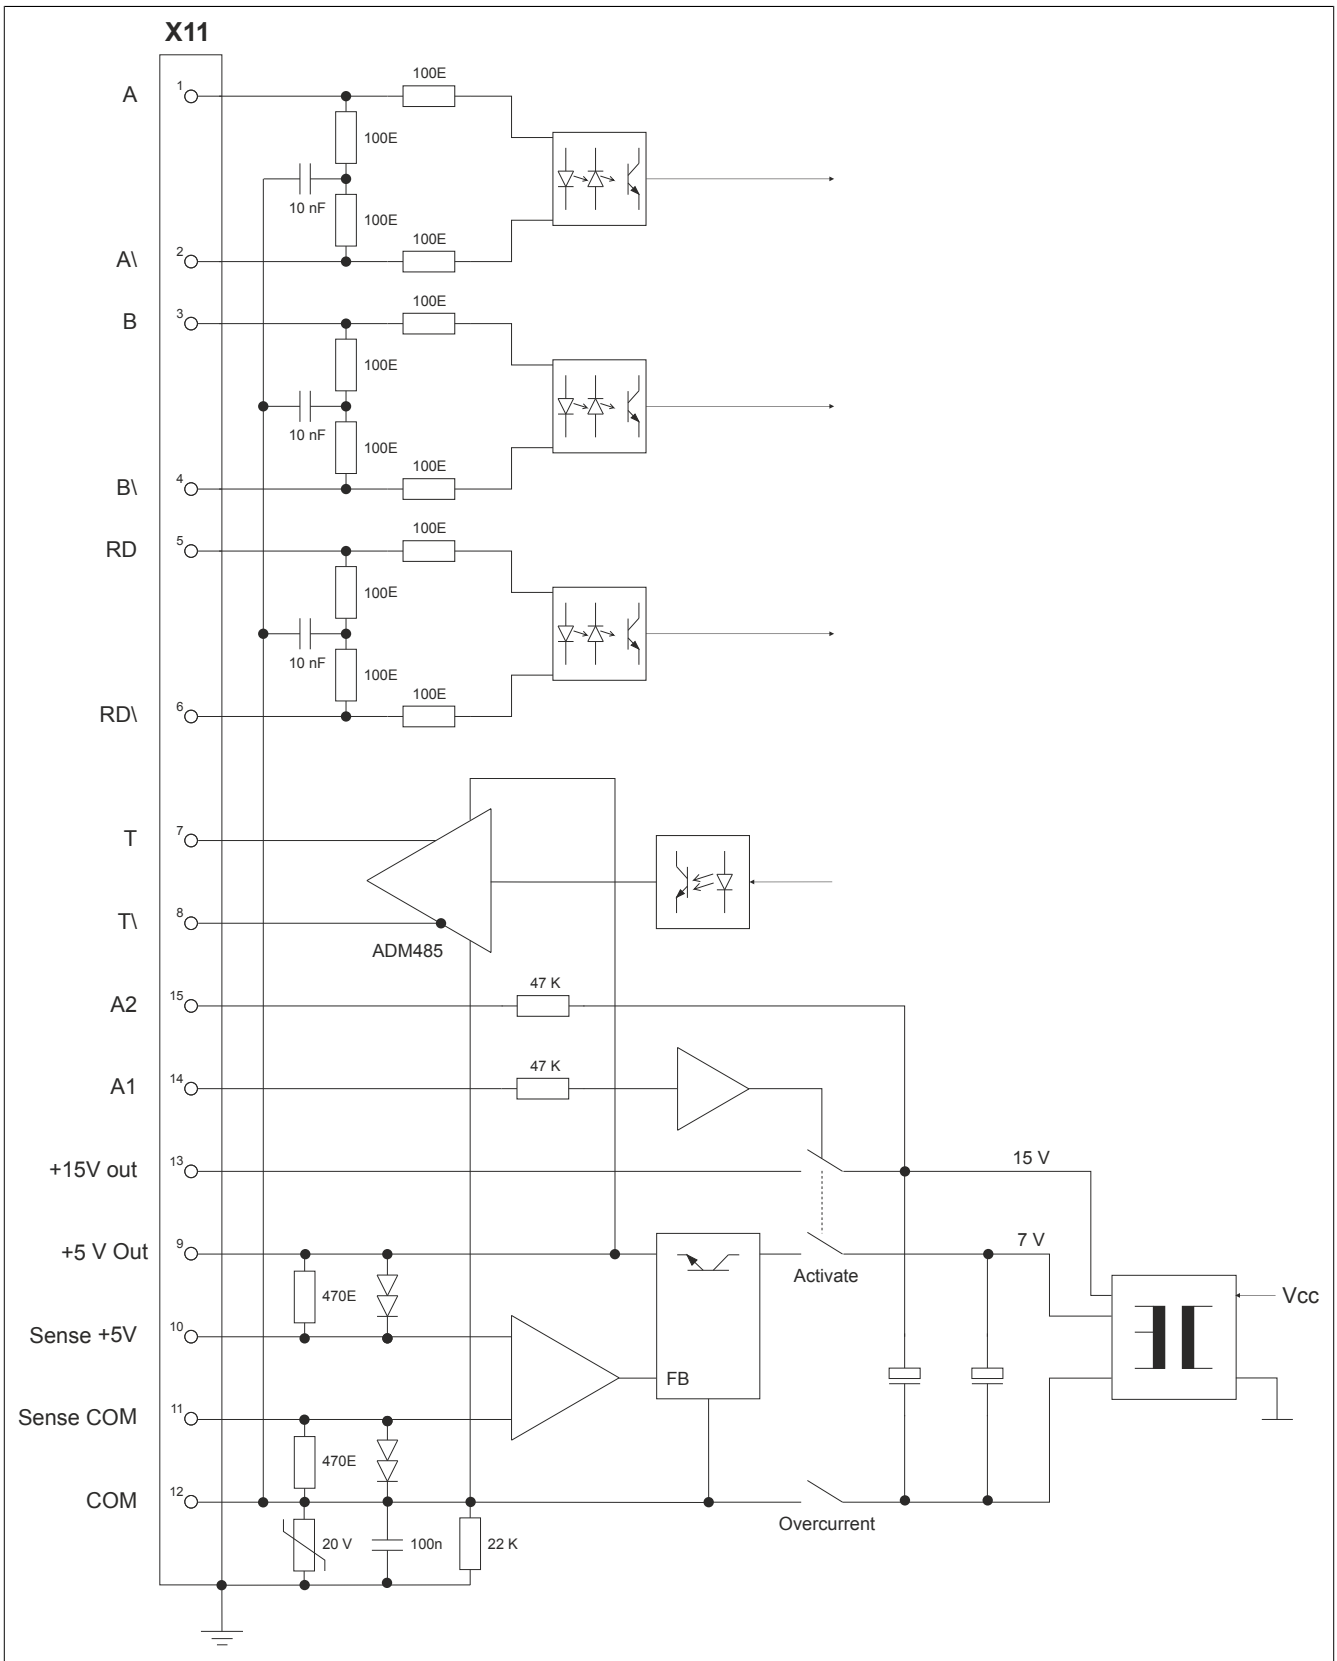 X11
100E
A 1
100E
10 nF
100E
100E
A\ 2
100E
B 3
100E
10 nF
100E
100E
B\ 4
100E
RD 5
100E
10 nF
100E
100E
RD\ 6
T 7
T\ 8
ADM485
47 K
A2 15
47 K
A1 14
+15V out 13
15 V
+5 V Out 9
7 V
Activate
470E
Vcc
Sense +5V 10
FB
Sense COM 11
470E
COM 12
Overcurrent
20 V
100n
22 K